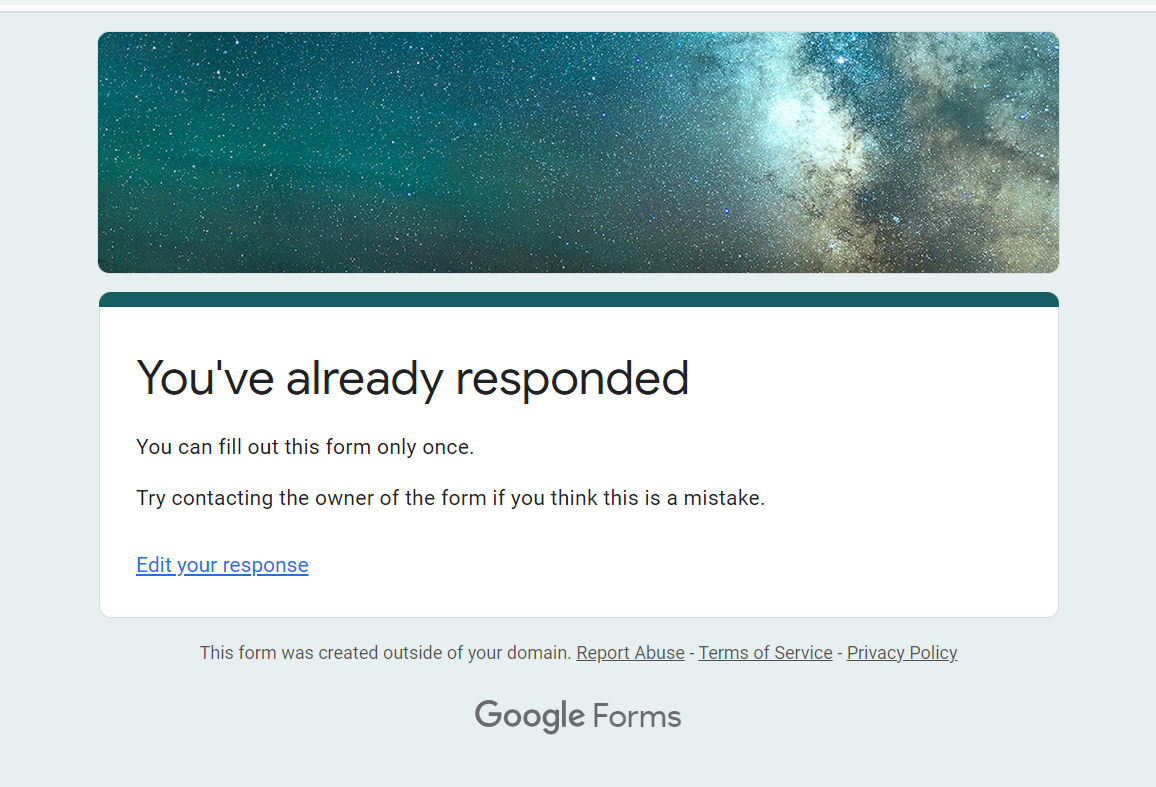 You've already responded
You can fill out this form only once.
Try contacting the owner of the form if you think this is a mistake.
Edit your response
This form was created outside of your domain. Report Abuse - Terms of Service - Privacy Policy
Google Forms